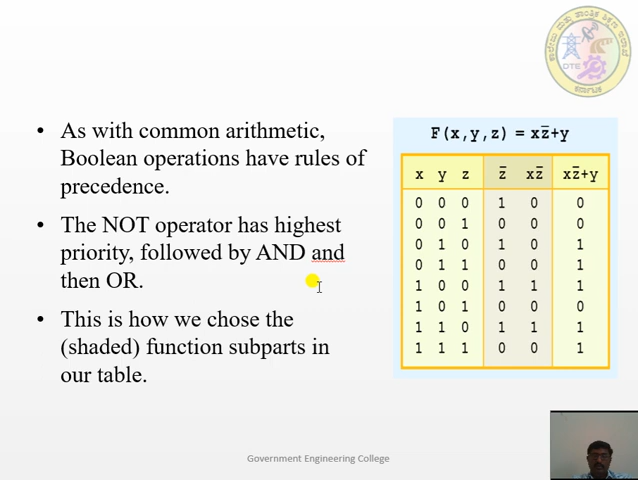 • As with common arithmetic,
Boolean operations have rules of
precedence.
• The NOT operator has highest
priority, followed by AND and
then OR.
• This is how we chose the
(shaded) function subparts in
our table.
F(x,y,z) = xz̅+y
x y z z̅ xz̅ xz̅+y
0 0 0 1 0 0
0 0 1 0 0 0
0 1 0 1 0 1
0 1 1 0 0 1
1 0 0 1 1 1
1 0 1 0 0 0
1 1 0 1 1 1
1 1 1 0 0 1
DTE
Government Engineering College